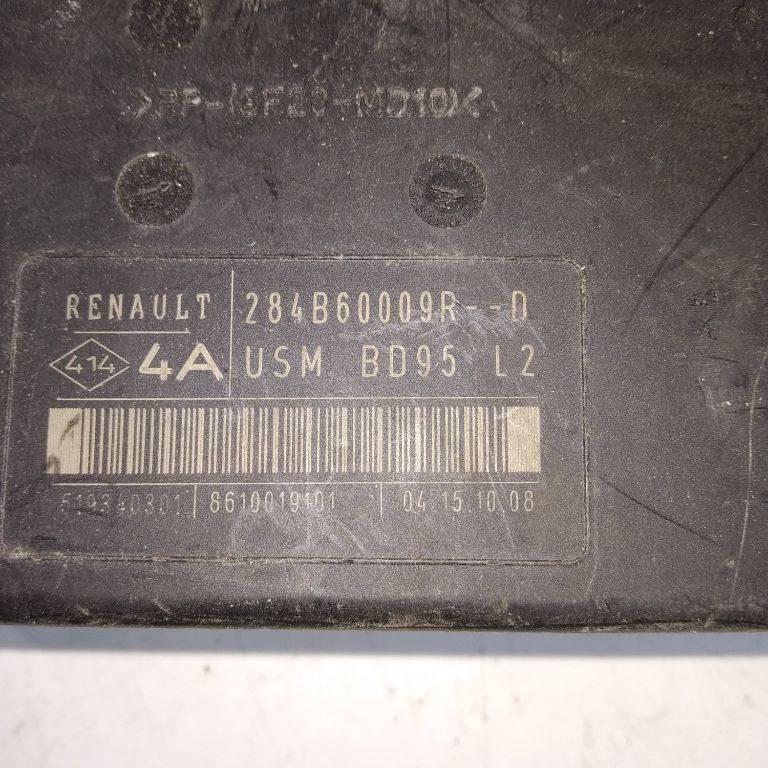 >PP-(GF20-MD10)<
RENAULT 284B60009R--D
414 4A USM BD95 L2
519340301 8610019101 04.15.10.08